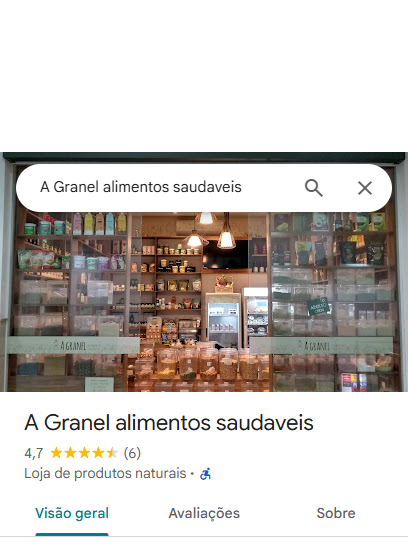 A Granel alimentos saudaveis
A GRANEL
A GRANEL
A Granel alimentos saudaveis
4,7 (6)
Loja de produtos naturais ·
Visão geral
Avaliações
Sobre